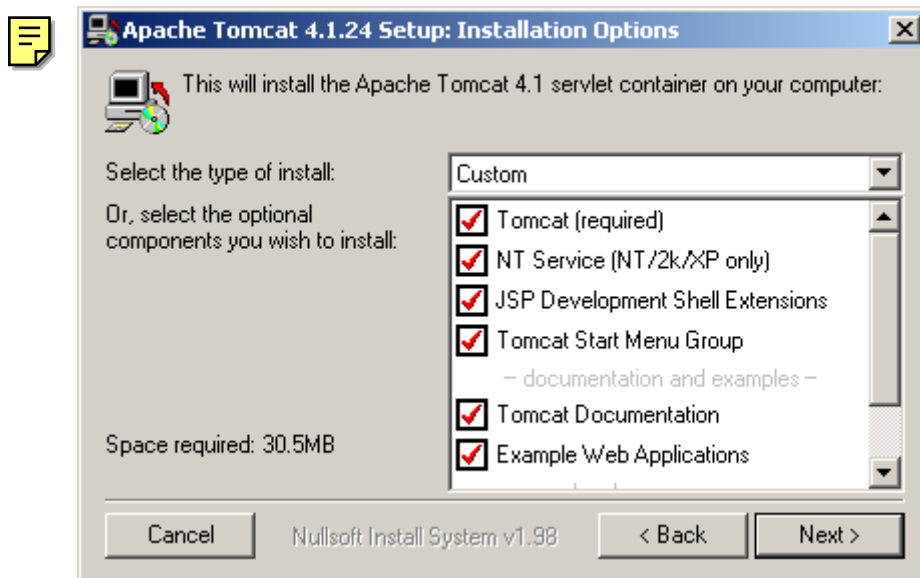 Apache Tomcat 4.1.24 Setup: Installation Options
This will install the Apache Tomcat 4.1 servlet container on your computer:
Select the type of install:
Custom
Or, select the optional
components you wish to install:
Tomcat (required)
NT Service (NT/2k/XP only)
JSP Development Shell Extensions
Tomcat Start Menu Group
– documentation and examples –
Tomcat Documentation
Example Web Applications
Space required: 30.5MB
Cancel
Nullsoft Install System v1.98
< Back
Next >